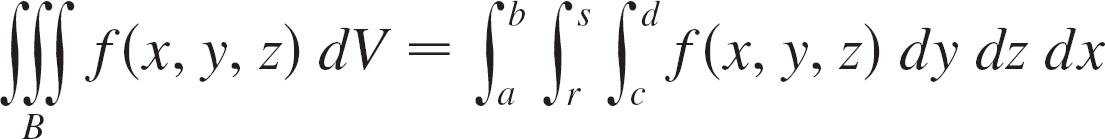 ∭_B f(x, y, z) dV = ∫_a^b ∫_r^s ∫_c^d f(x, y, z) dy dz dx